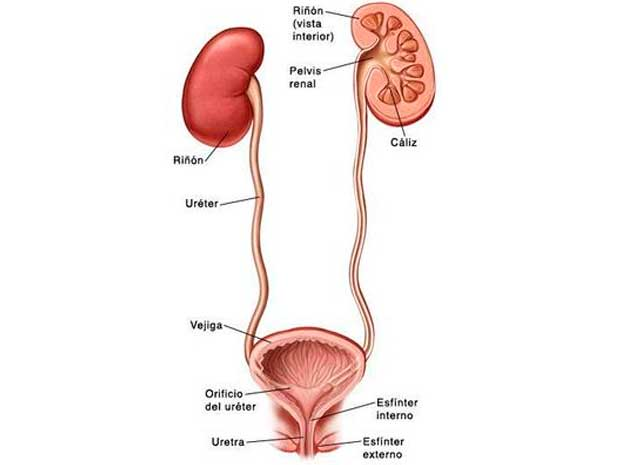 Riñón
(vista
interior)
Pelvis
renal
Cáliz
Riñón
Uréter
Vejiga
Orificio
del uréter
Uretra
Esfínter
interno
Esfínter
externo